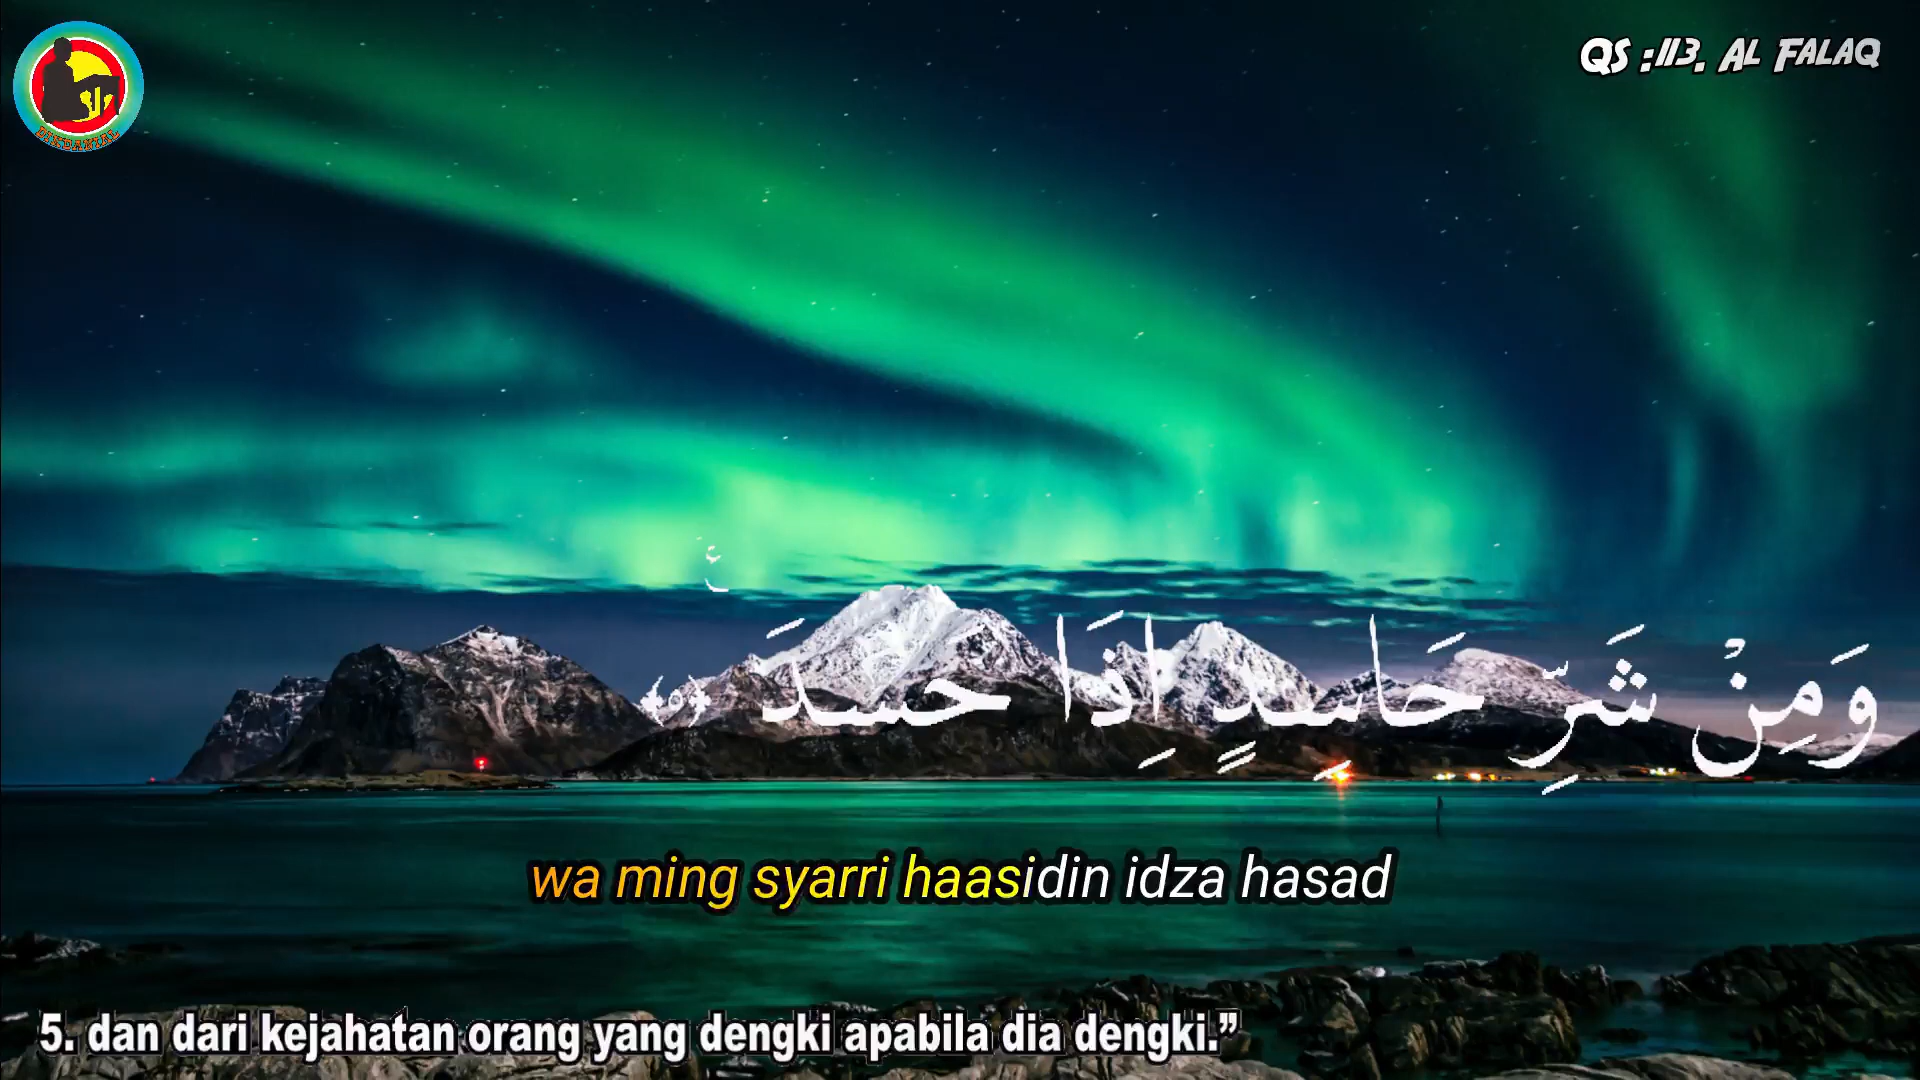 QS :113. AL FALAQ
وَمِنْ شَرِّ حَاسِدٍ اِذَا حَسَدَ ﴿٥﴾
wa ming syarri haasidin idza hasad
5. dan dari kejahatan orang yang dengki apabila dia dengki.”